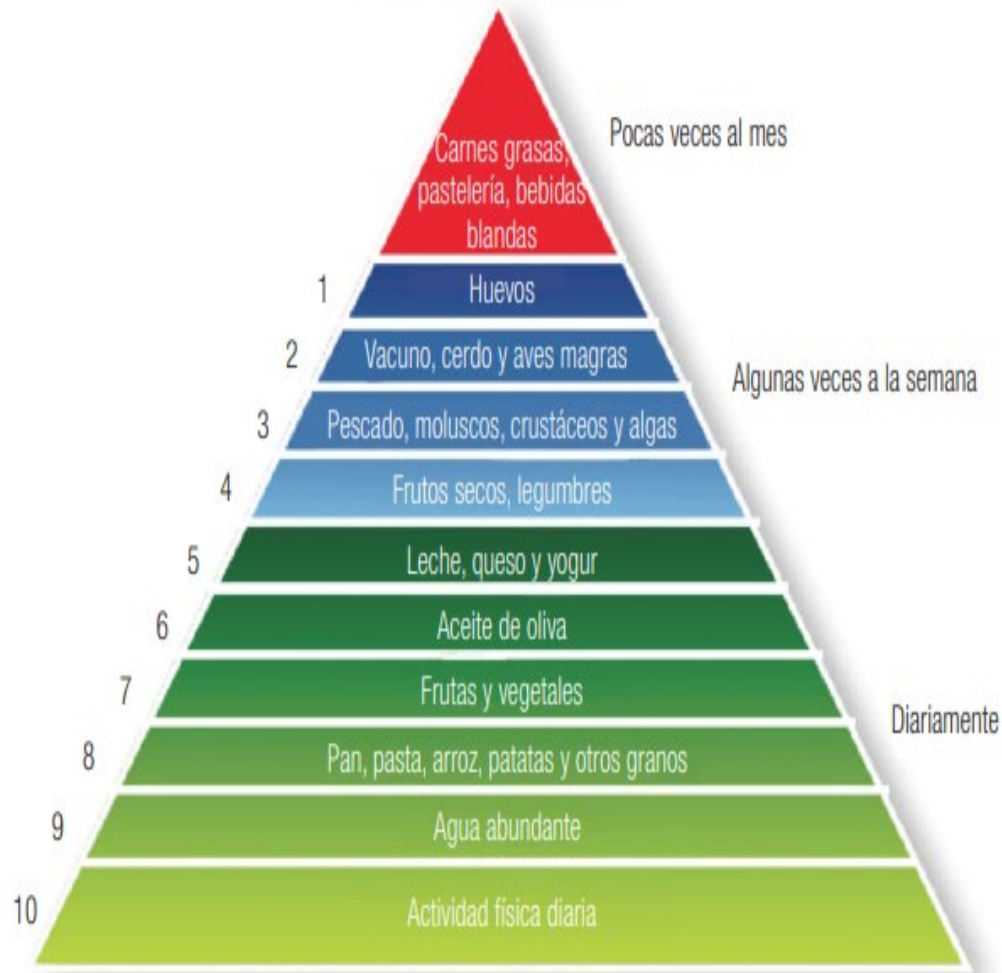 Pocas veces al mes
Carnes grasas,
pastelería, bebidas
blandas
1 Huevos
2 Vacuno, cerdo y aves magras
Algunas veces a la semana
3 Pescado, moluscos, crustáceos y algas
4 Frutos secos, legumbres
5 Leche, queso y yogur
6 Aceite de oliva
7 Frutas y vegetales
Diariamente
8 Pan, pasta, arroz, patatas y otros granos
9 Agua abundante
10 Actividad física diaria